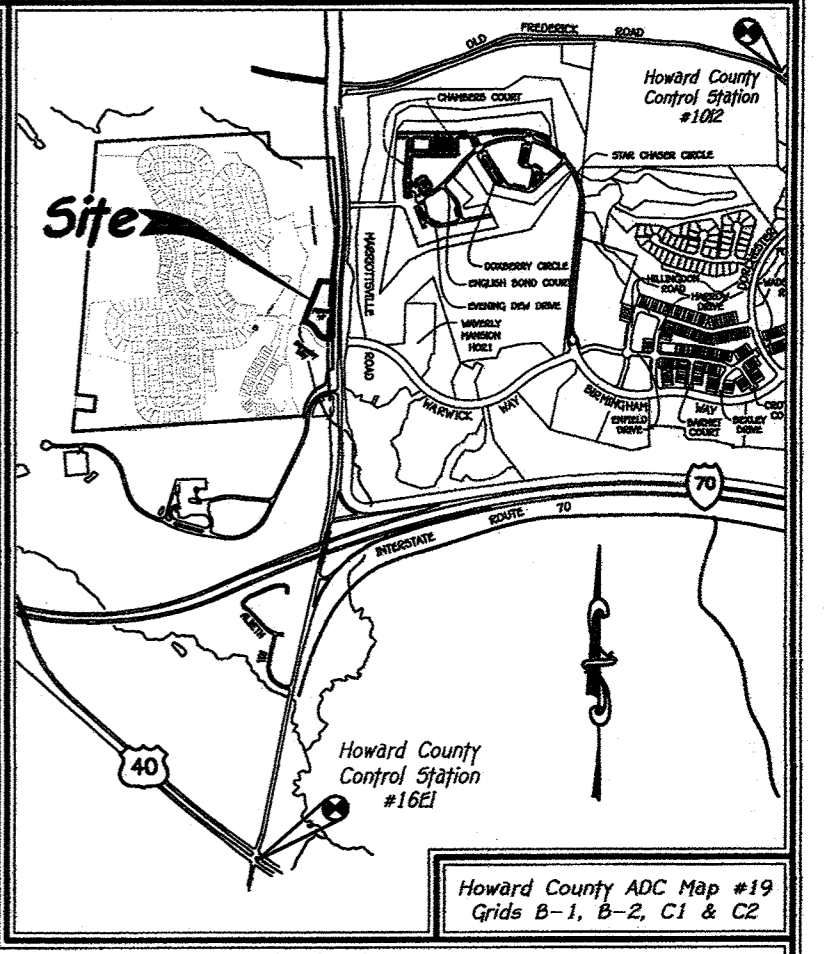 OLD FREDERICK ROAD
Howard County
Control Station
#10I2
CHAMBERS COURT
STAR CHASER CIRCLE
Site
MARRIOTTSVILLE ROAD
DOXBERRY CIRCLE
ENGLISH BOND COURT
EVENING DEW DRIVE
WAVERLY
MANSION
HOR1
HILLINGDON
ROAD
HARROW
DRIVE
DORCHESTER
WARWICK WAY
BIRMINGHAM WAY
ENFIELD
DRIVE
BARNET
COURT
BEXLEY
DRIVE
70
INTERSTATE ROUTE 70
40
Howard County
Control Station
#16E1
Howard County ADC Map #19
Grids B-1, B-2, C1 & C2